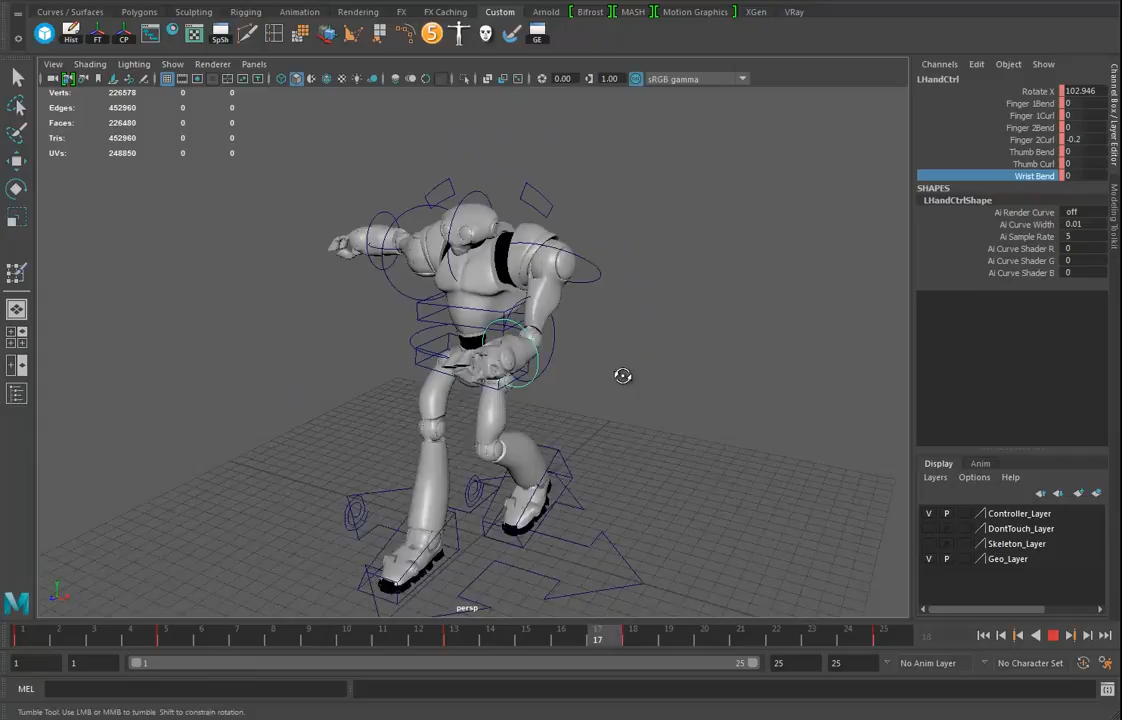 Curves / Surfaces Polygons Sculpting Rigging Animation Rendering FX FX Caching Custom Arnold Bifrost MASH Motion Graphics XGen VRay
Hist FT CP SpSh 5 GE
View Shading Lighting Show Renderer Panels
0.00 1.00 sRGB gamma
Verts: 226578 0 0
Edges: 452960 0 0
Faces: 226480 0 0
Tris: 452960 0 0
UVs: 248850 0 0
persp
Channels Edit Object Show
LHandCtrl
Rotate X 102.946
Finger 1Bend 0
Finger 1Curl 0
Finger 2Bend 0
Finger 2Curl -0.2
Thumb Bend 0
Thumb Curl 0
Wrist Bend 0
SHAPES
LHandCtrlShape
Ai Render Curve off
Ai Curve Width 0.01
Ai Sample Rate 5
Ai Curve Shader R 0
Ai Curve Shader G 0
Ai Curve Shader B 0
Channel Box / Layer Editor
Modeling Toolkit
Display Anim
Layers Options Help
V P Controller_Layer
DontTouch_Layer
Skeleton_Layer
V P Geo_Layer
1 2 3 4 5 6 7 8 9 10 11 12 13 14 15 16 17 18 19 20 21 22 23 24 25
17
18
1 1 1 25 25 25 No Anim Layer No Character Set
MEL
Tumble Tool: Use LMB or MMB to tumble. Shift to constrain rotation.